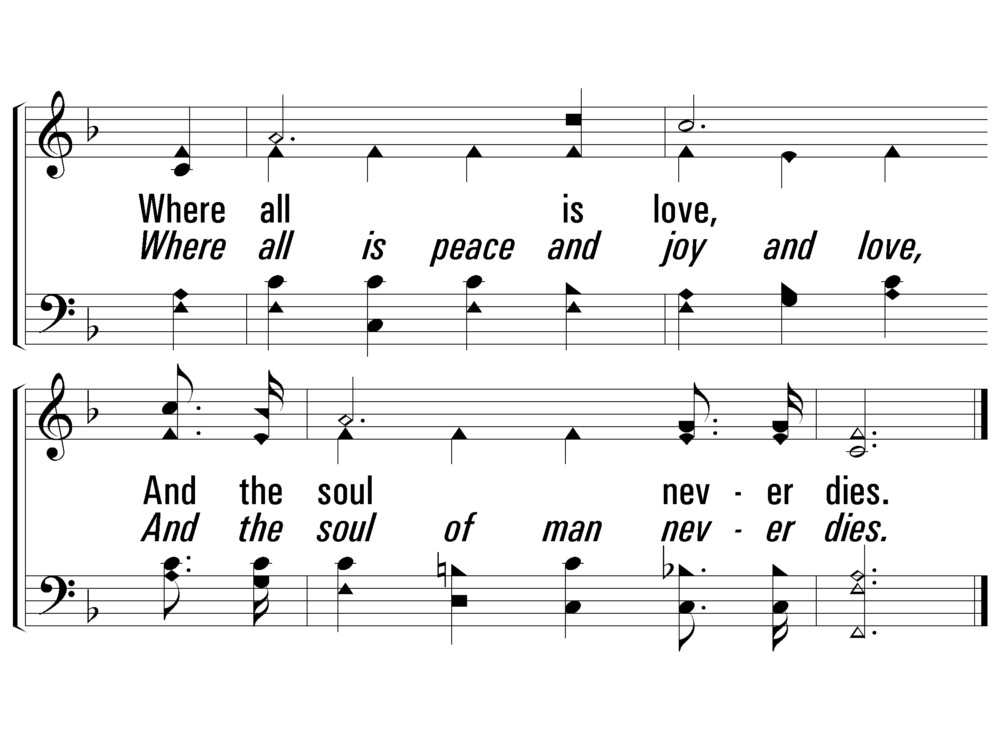 Where all is love,
Where all is peace and joy and love,
And the soul nev - er dies.
And the soul of man nev - er dies.